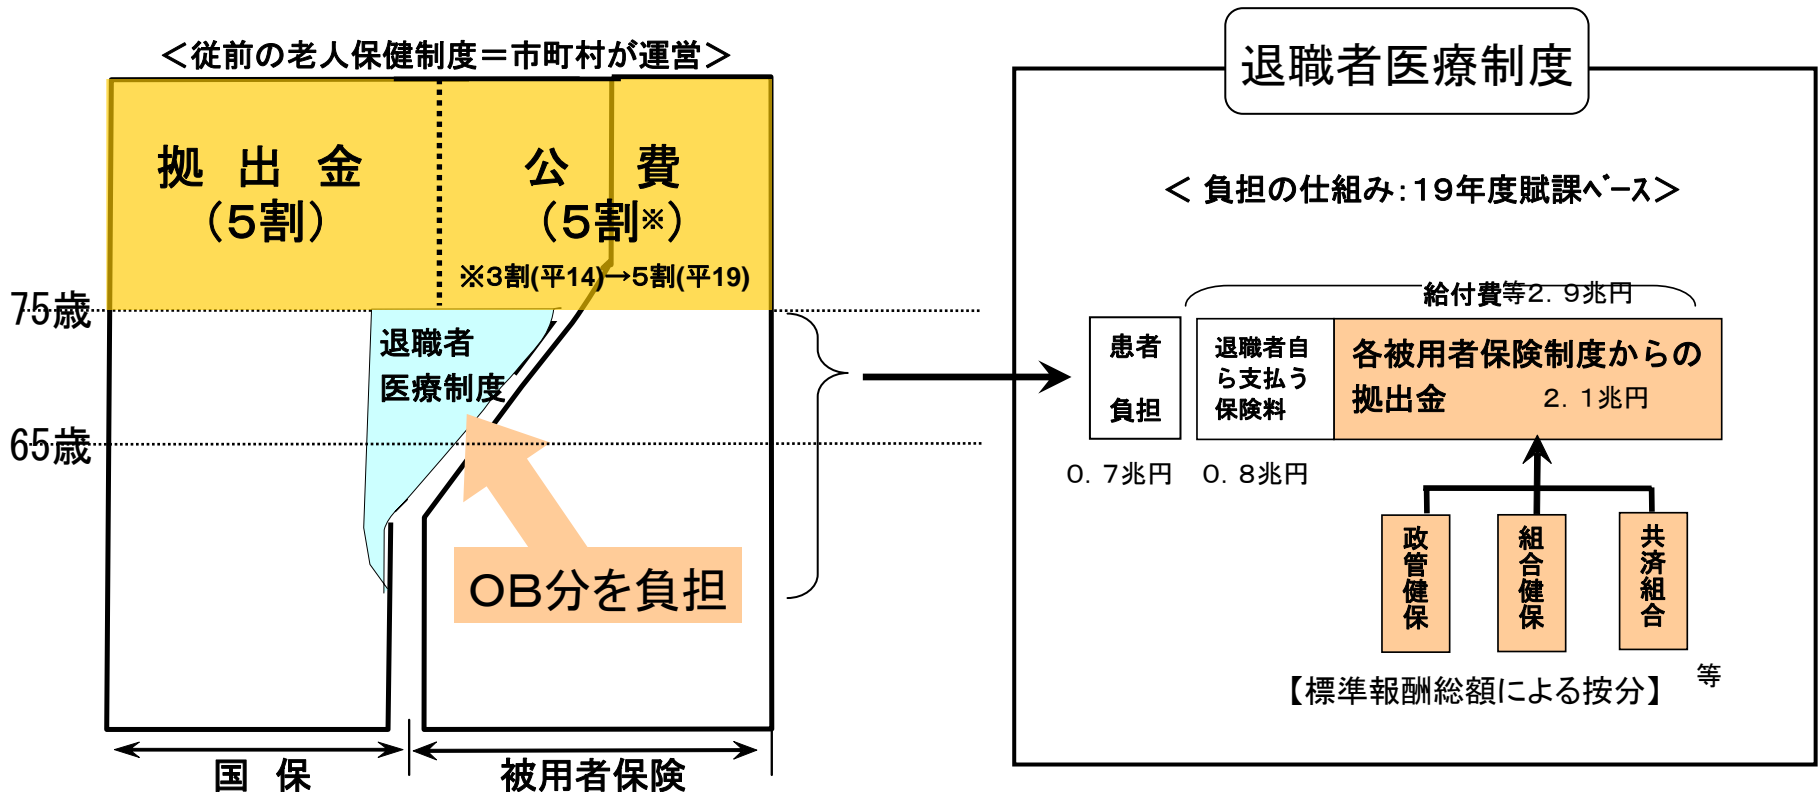 ＜従前の老人保健制度＝市町村が運営＞
拠　出　金
（５割）
公　　費
（５割※）
※３割(平14)→５割(平19)
75歳
退職者
医療制度
65歳
ＯＢ分を負担
国　保
被用者保険
退職者医療制度
＜ 負担の仕組み：１９年度賦課ﾍﾞｰｽ＞
給付費等２．９兆円
患者
負担
退職者自
ら支払う
保険料
各被用者保険制度からの
拠出金
２．１兆円
０．７兆円
０．８兆円
政管健保
組合健保
共済組合
等
【標準報酬総額による按分】